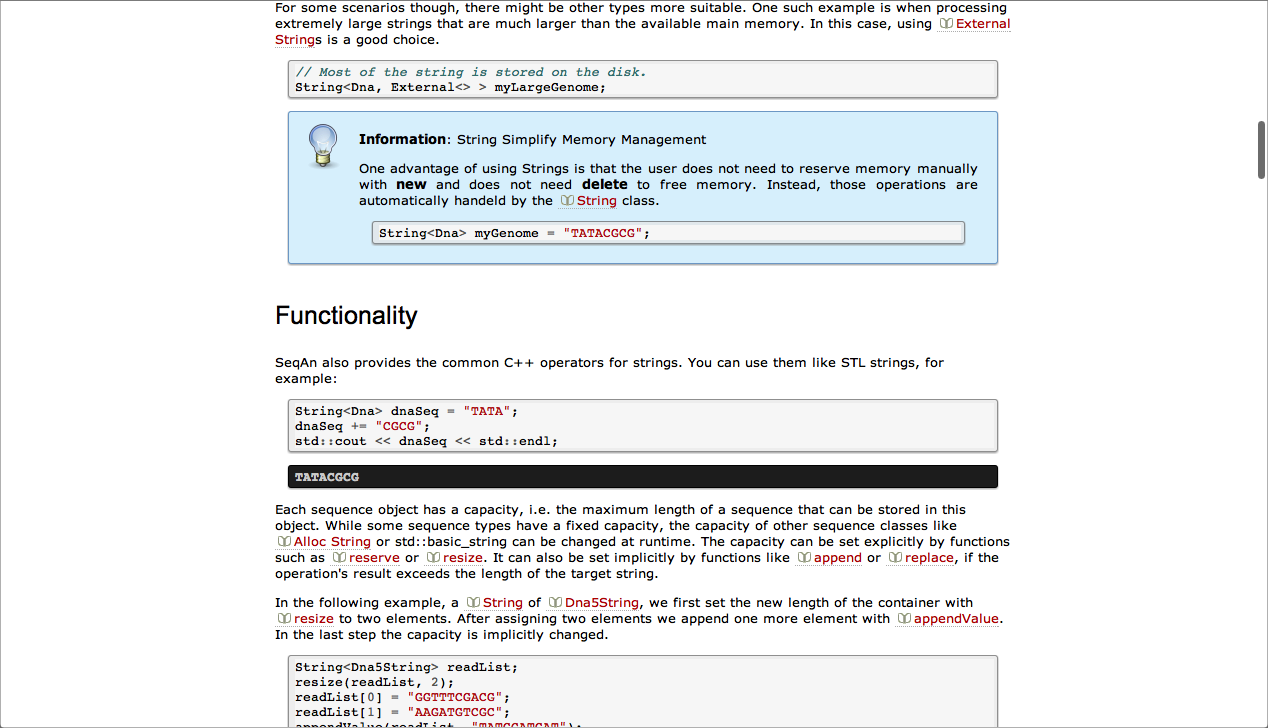 For some scenarios though, there might be other types more suitable. One such example is when processing
extremely large strings that are much larger than the available main memory. In this case, using External
Strings is a good choice.
// Most of the string is stored on the disk.
String<Dna, External<> > myLargeGenome;
Information: String Simplify Memory Management
One advantage of using Strings is that the user does not need to reserve memory manually
with new and does not need delete to free memory. Instead, those operations are
automatically handeld by the String class.
String<Dna> myGenome = "TATACGCG";
Functionality
SeqAn also provides the common C++ operators for strings. You can use them like STL strings, for
example:
String<Dna> dnaSeq = "TATA";
dnaSeq += "CGCG";
std::cout << dnaSeq << std::endl;
TATACGCG
Each sequence object has a capacity, i.e. the maximum length of a sequence that can be stored in this
object. While some sequence types have a fixed capacity, the capacity of other sequence classes like
Alloc String or std::basic_string can be changed at runtime. The capacity can be set explicitly by functions
such as reserve or resize. It can also be set implicitly by functions like append or replace, if the
operation's result exceeds the length of the target string.
In the following example, a String of Dna5String, we first set the new length of the container with
resize to two elements. After assigning two elements we append one more element with appendValue.
In the last step the capacity is implicitly changed.
String<Dna5String> readList;
resize(readList, 2);
readList[0] = "GGTTTCGACG";
readList[1] = "AAGATGTCGC";
appendValue(readList, "TATGCATGAT");